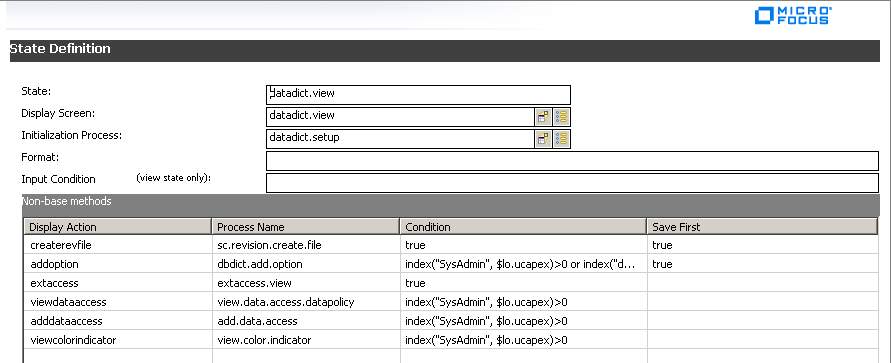 MICRO
FOCUS
State Definition
State: datadict.view
Display Screen: datadict.view
Initialization Process: datadict.setup
Format:
Input Condition (view state only):
Non-base methods
Display Action Process Name Condition Save First
createrevfile sc.revision.create.file true true
addoption dbdict.add.option index("SysAdmin", $lo.ucapex)>0 or index("d... true
extaccess extaccess.view true
viewdataaccess view.data.access.datapolicy index("SysAdmin", $lo.ucapex)>0
adddataaccess add.data.access index("SysAdmin", $lo.ucapex)>0
viewcolorindicator view.color.indicator index("SysAdmin", $lo.ucapex)>0